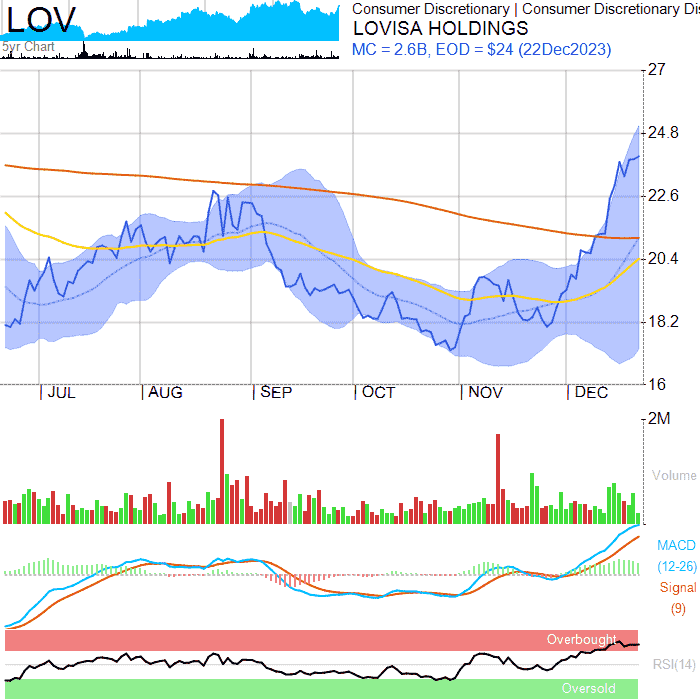 LOV
5yr Chart
Consumer Discretionary | Consumer Discretionary Dis
LOVISA HOLDINGS
MC = 2.6B, EOD = $24 (22Dec2023)
27
24.8
22.6
20.4
18.2
16
JUL AUG SEP OCT NOV DEC
2M
Volume
MACD
(12-26)
Signal
(9)
Overbought
RSI(14)
Oversold